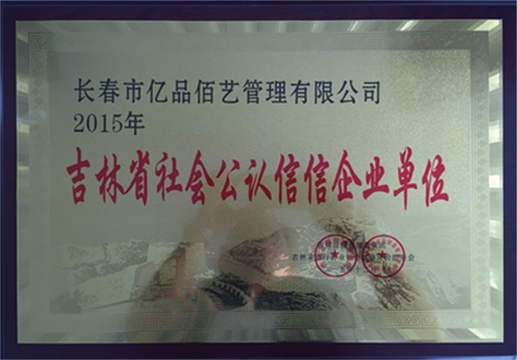 长春市亿品佰艺管理有限公司
2015年
吉林省社会公认信信企业单位